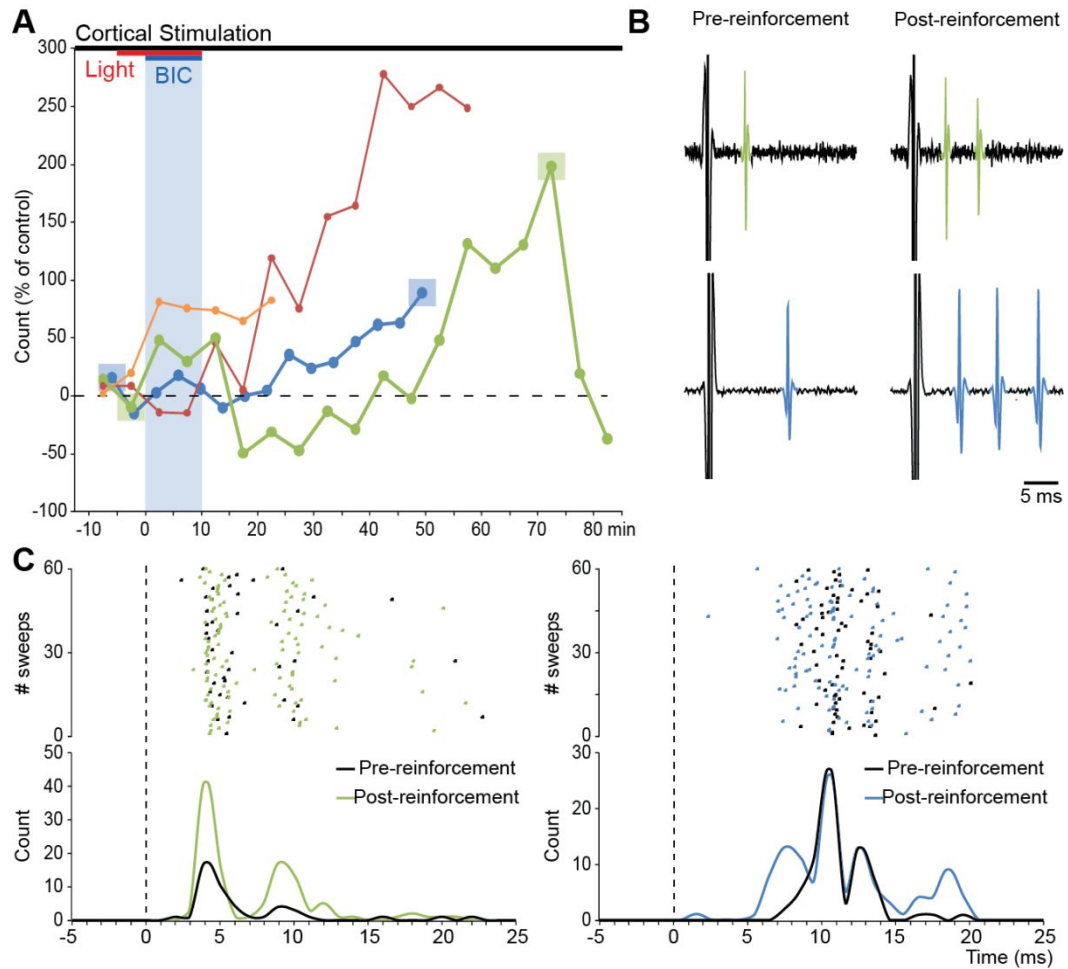 A
Cortical Stimulation
Light
BIC
Count (% of control)
300
250
200
150
100
50
0
-50
-100
-10 0 10 20 30 40 50 60 70 80 min
B
Pre-reinforcement Post-reinforcement
5 ms
C
# sweeps
60
30
0
Count
50
40
30
20
10
0
Pre-reinforcement
Post-reinforcement
-5 0 5 10 15 20 25
# sweeps
60
30
0
Count
30
20
10
0
Pre-reinforcement
Post-reinforcement
-5 0 5 10 15 20 25
Time (ms)